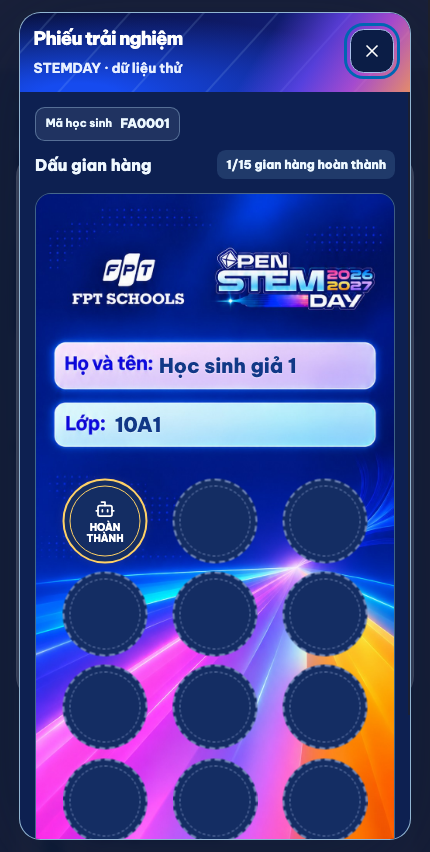 Phiếu trải nghiệm
STEMDAY · dữ liệu thử
Mã học sinh FA0001
Dấu gian hàng
1/15 gian hàng hoàn thành
FPT
FPT SCHOOLS
OPEN
STEM 2026
2027
DAY
Họ và tên: Học sinh giả 1
Lớp: 10A1
HOÀN
THÀNH